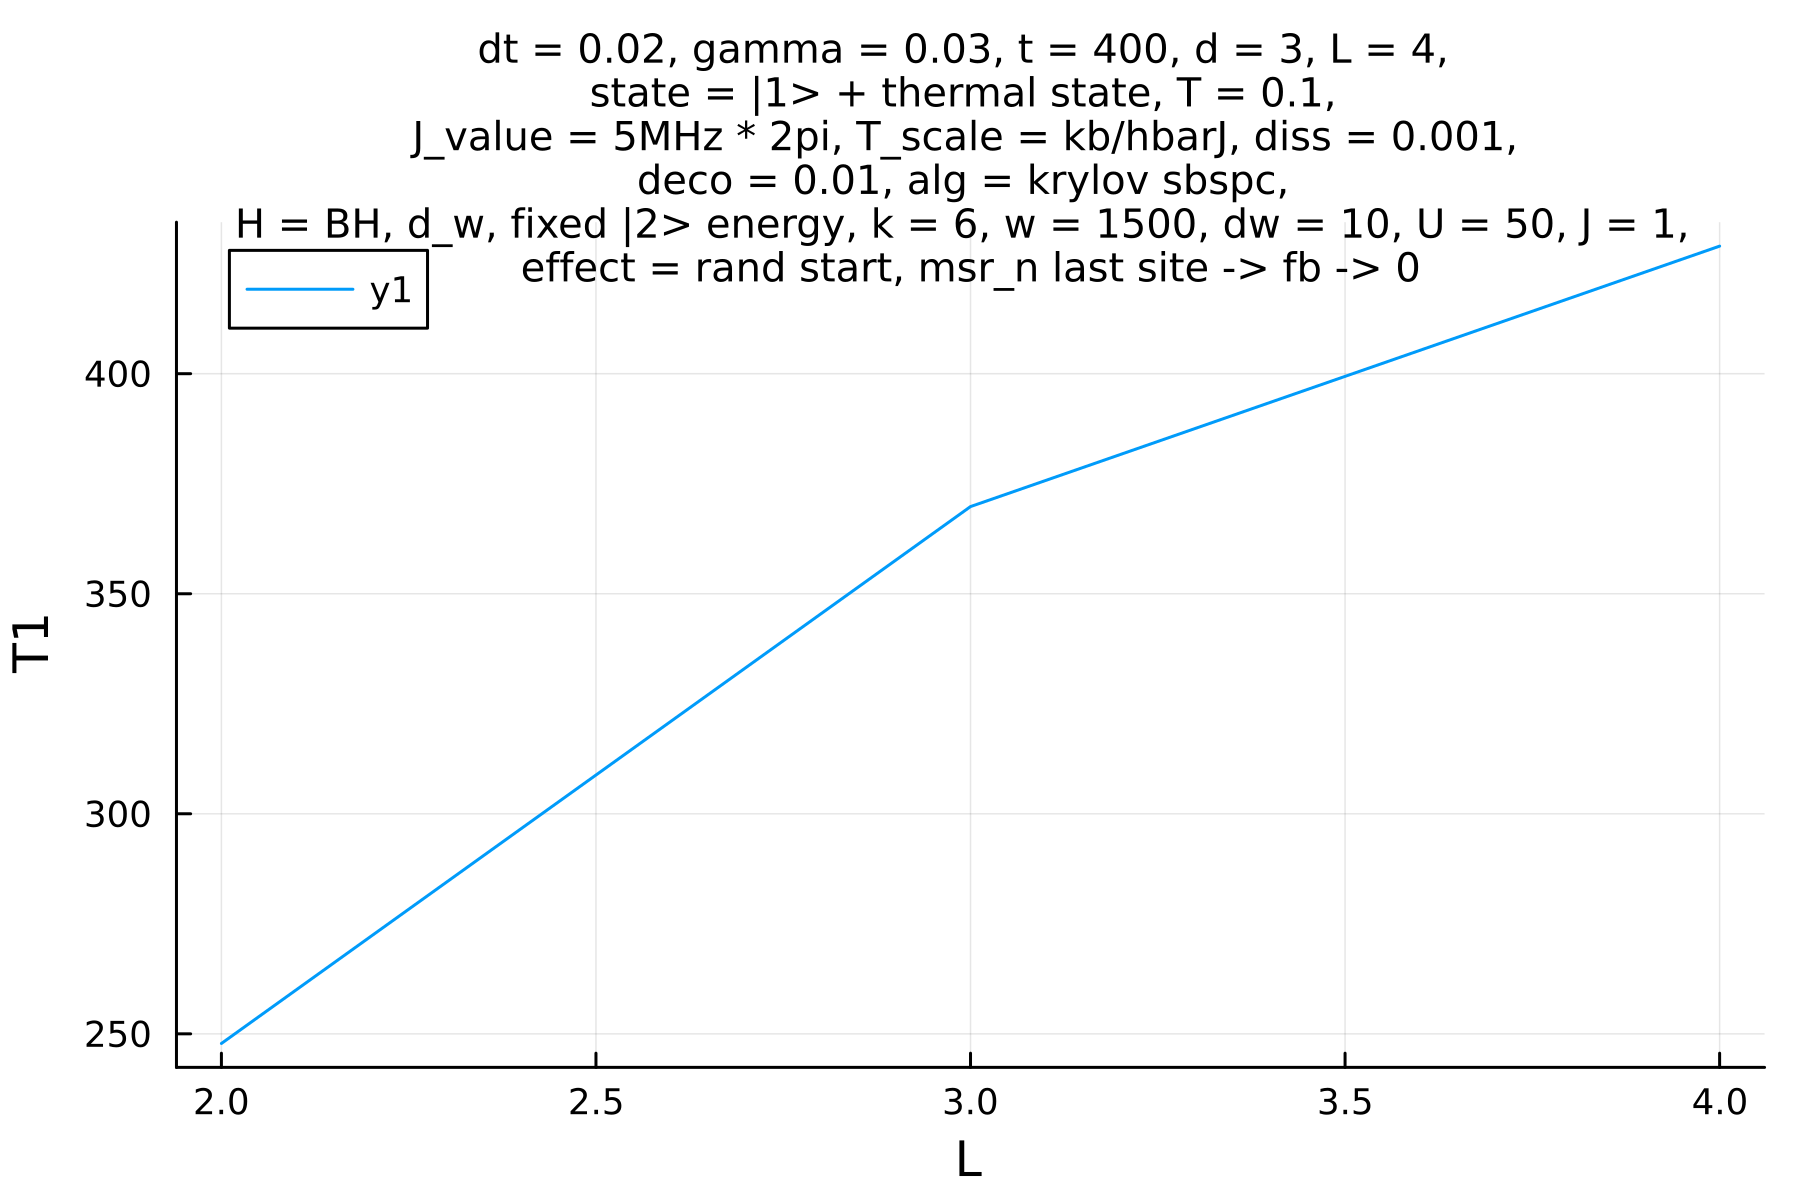 dt = 0.02, gamma = 0.03, t = 400, d = 3, L = 4,
state = |1> + thermal state, T = 0.1,
J_value = 5MHz * 2pi, T_scale = kb/hbarJ, diss = 0.001,
deco = 0.01, alg = krylov sbspc,
H = BH, d_w, fixed |2> energy, k = 6, w = 1500, dw = 10, U = 50, J = 1,
effect = rand start, msr_n last site -> fb -> 0
y1
400
350
300
250
T1
2.0 2.5 3.0 3.5 4.0
L